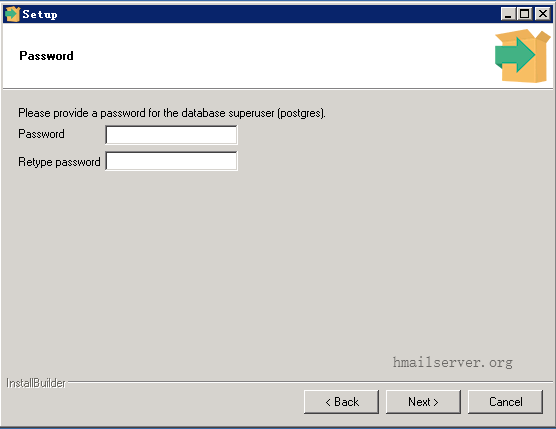 Setup
Password
Please provide a password for the database superuser (postgres).
Password
Retype password
hmailserver.org
InstallBuilder
< Back
Next >
Cancel